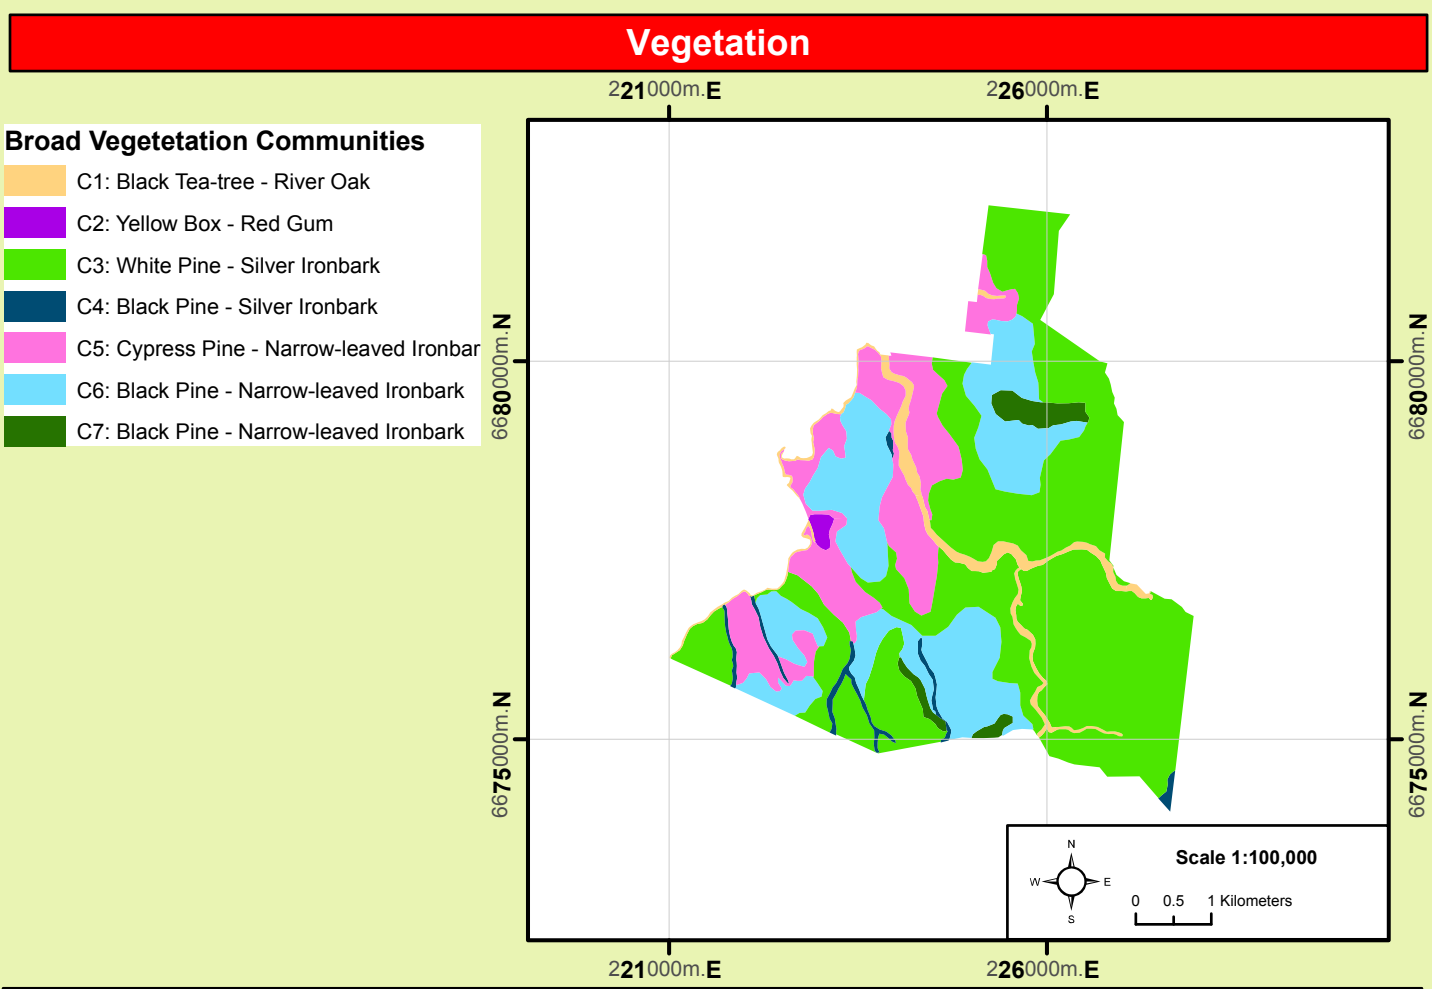 Vegetation
221000m.E 226000m.E
Broad Vegetetation Communities
C1: Black Tea-tree - River Oak
C2: Yellow Box - Red Gum
C3: White Pine - Silver Ironbark
C4: Black Pine - Silver Ironbark
C5: Cypress Pine - Narrow-leaved Ironbar
C6: Black Pine - Narrow-leaved Ironbark
C7: Black Pine - Narrow-leaved Ironbark
6680000m.N
6680000m.N
6675000m.N
6675000m.N
N
W E
S
Scale 1:100,000
0 0.5 1 Kilometers
221000m.E 226000m.E